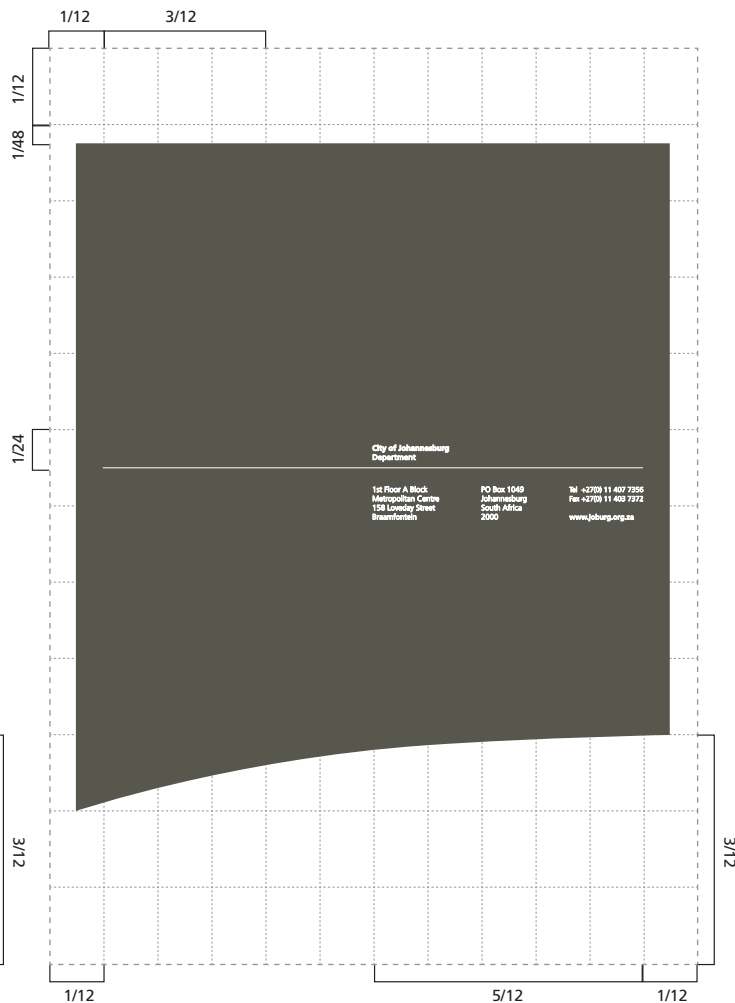 1/12
3/12
1/12
1/48
1/24
City of Johannesburg
Department
1st Floor A Block
Metropolitan Centre
158 Loveday Street
Braamfontein
PO Box 1049
Johannesburg
South Africa
2000
Tel +27(0) 11 407 7356
Fax +27(0) 11 403 7372
www.joburg.org.za
3/12
3/12
1/12
5/12
1/12